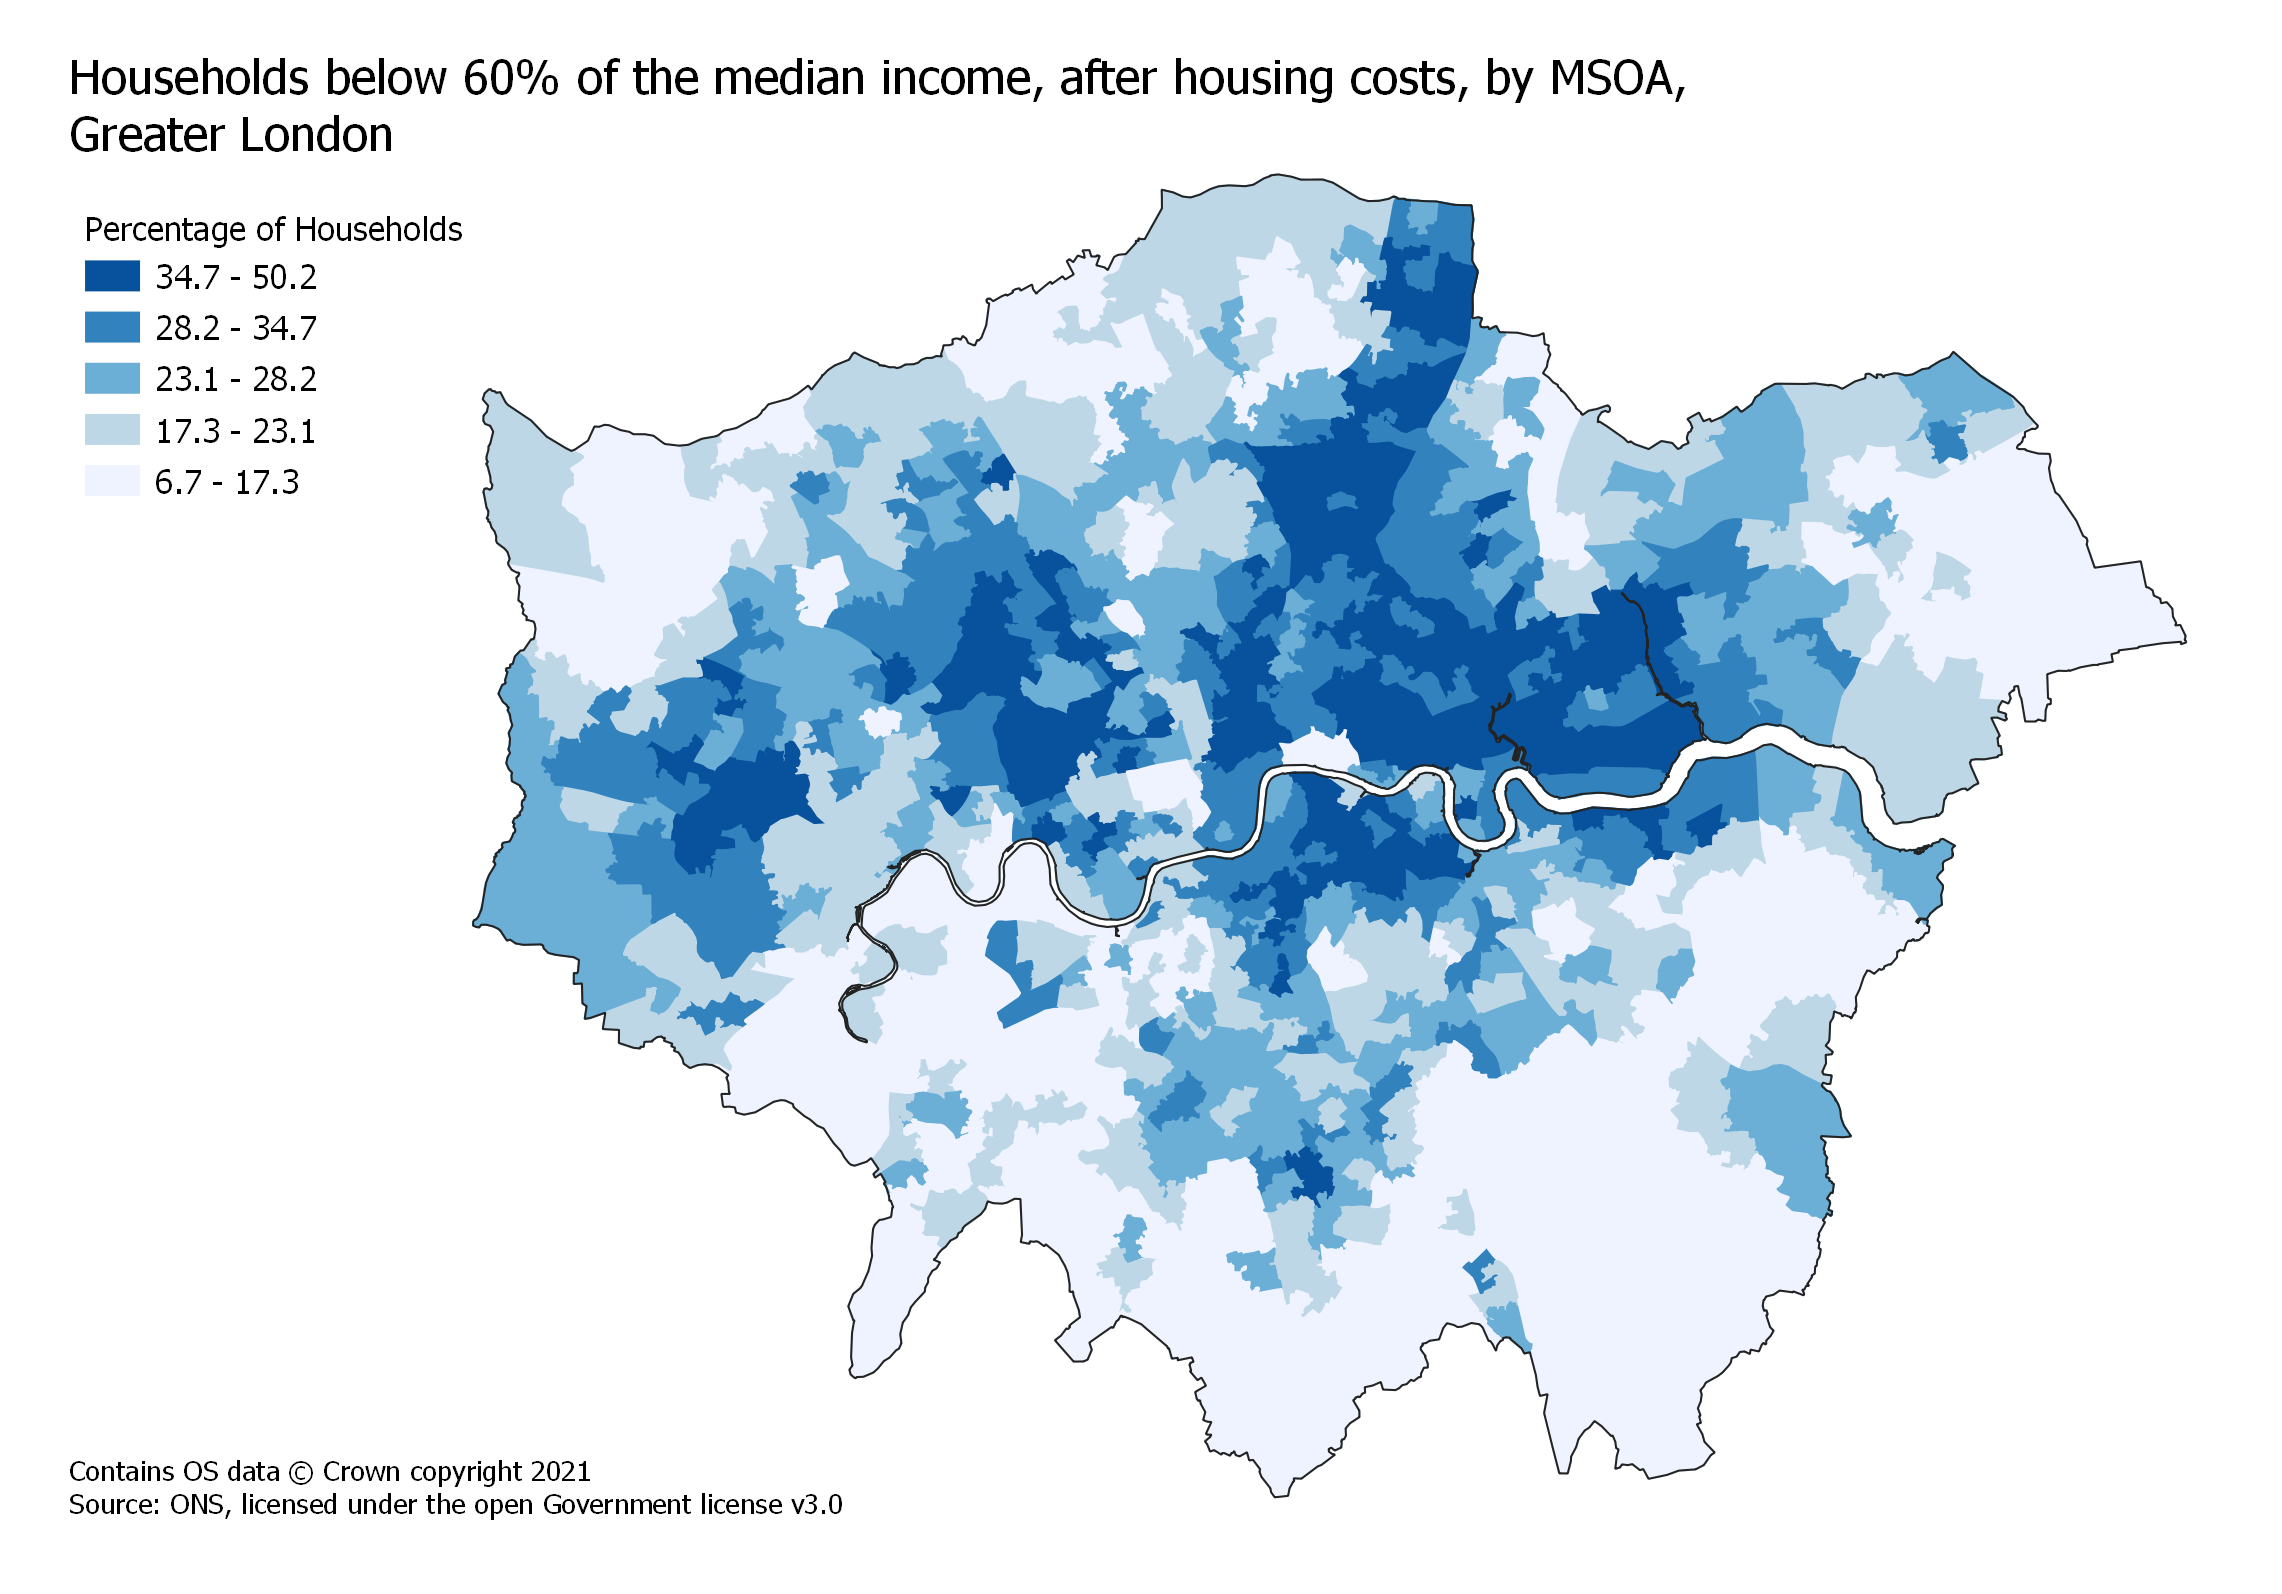 Households below 60% of the median income, after housing costs, by MSOA,
Greater London
Percentage of Households
34.7 - 50.2
28.2 - 34.7
23.1 - 28.2
17.3 - 23.1
6.7 - 17.3
Contains OS data © Crown copyright 2021
Source: ONS, licensed under the open Government license v3.0